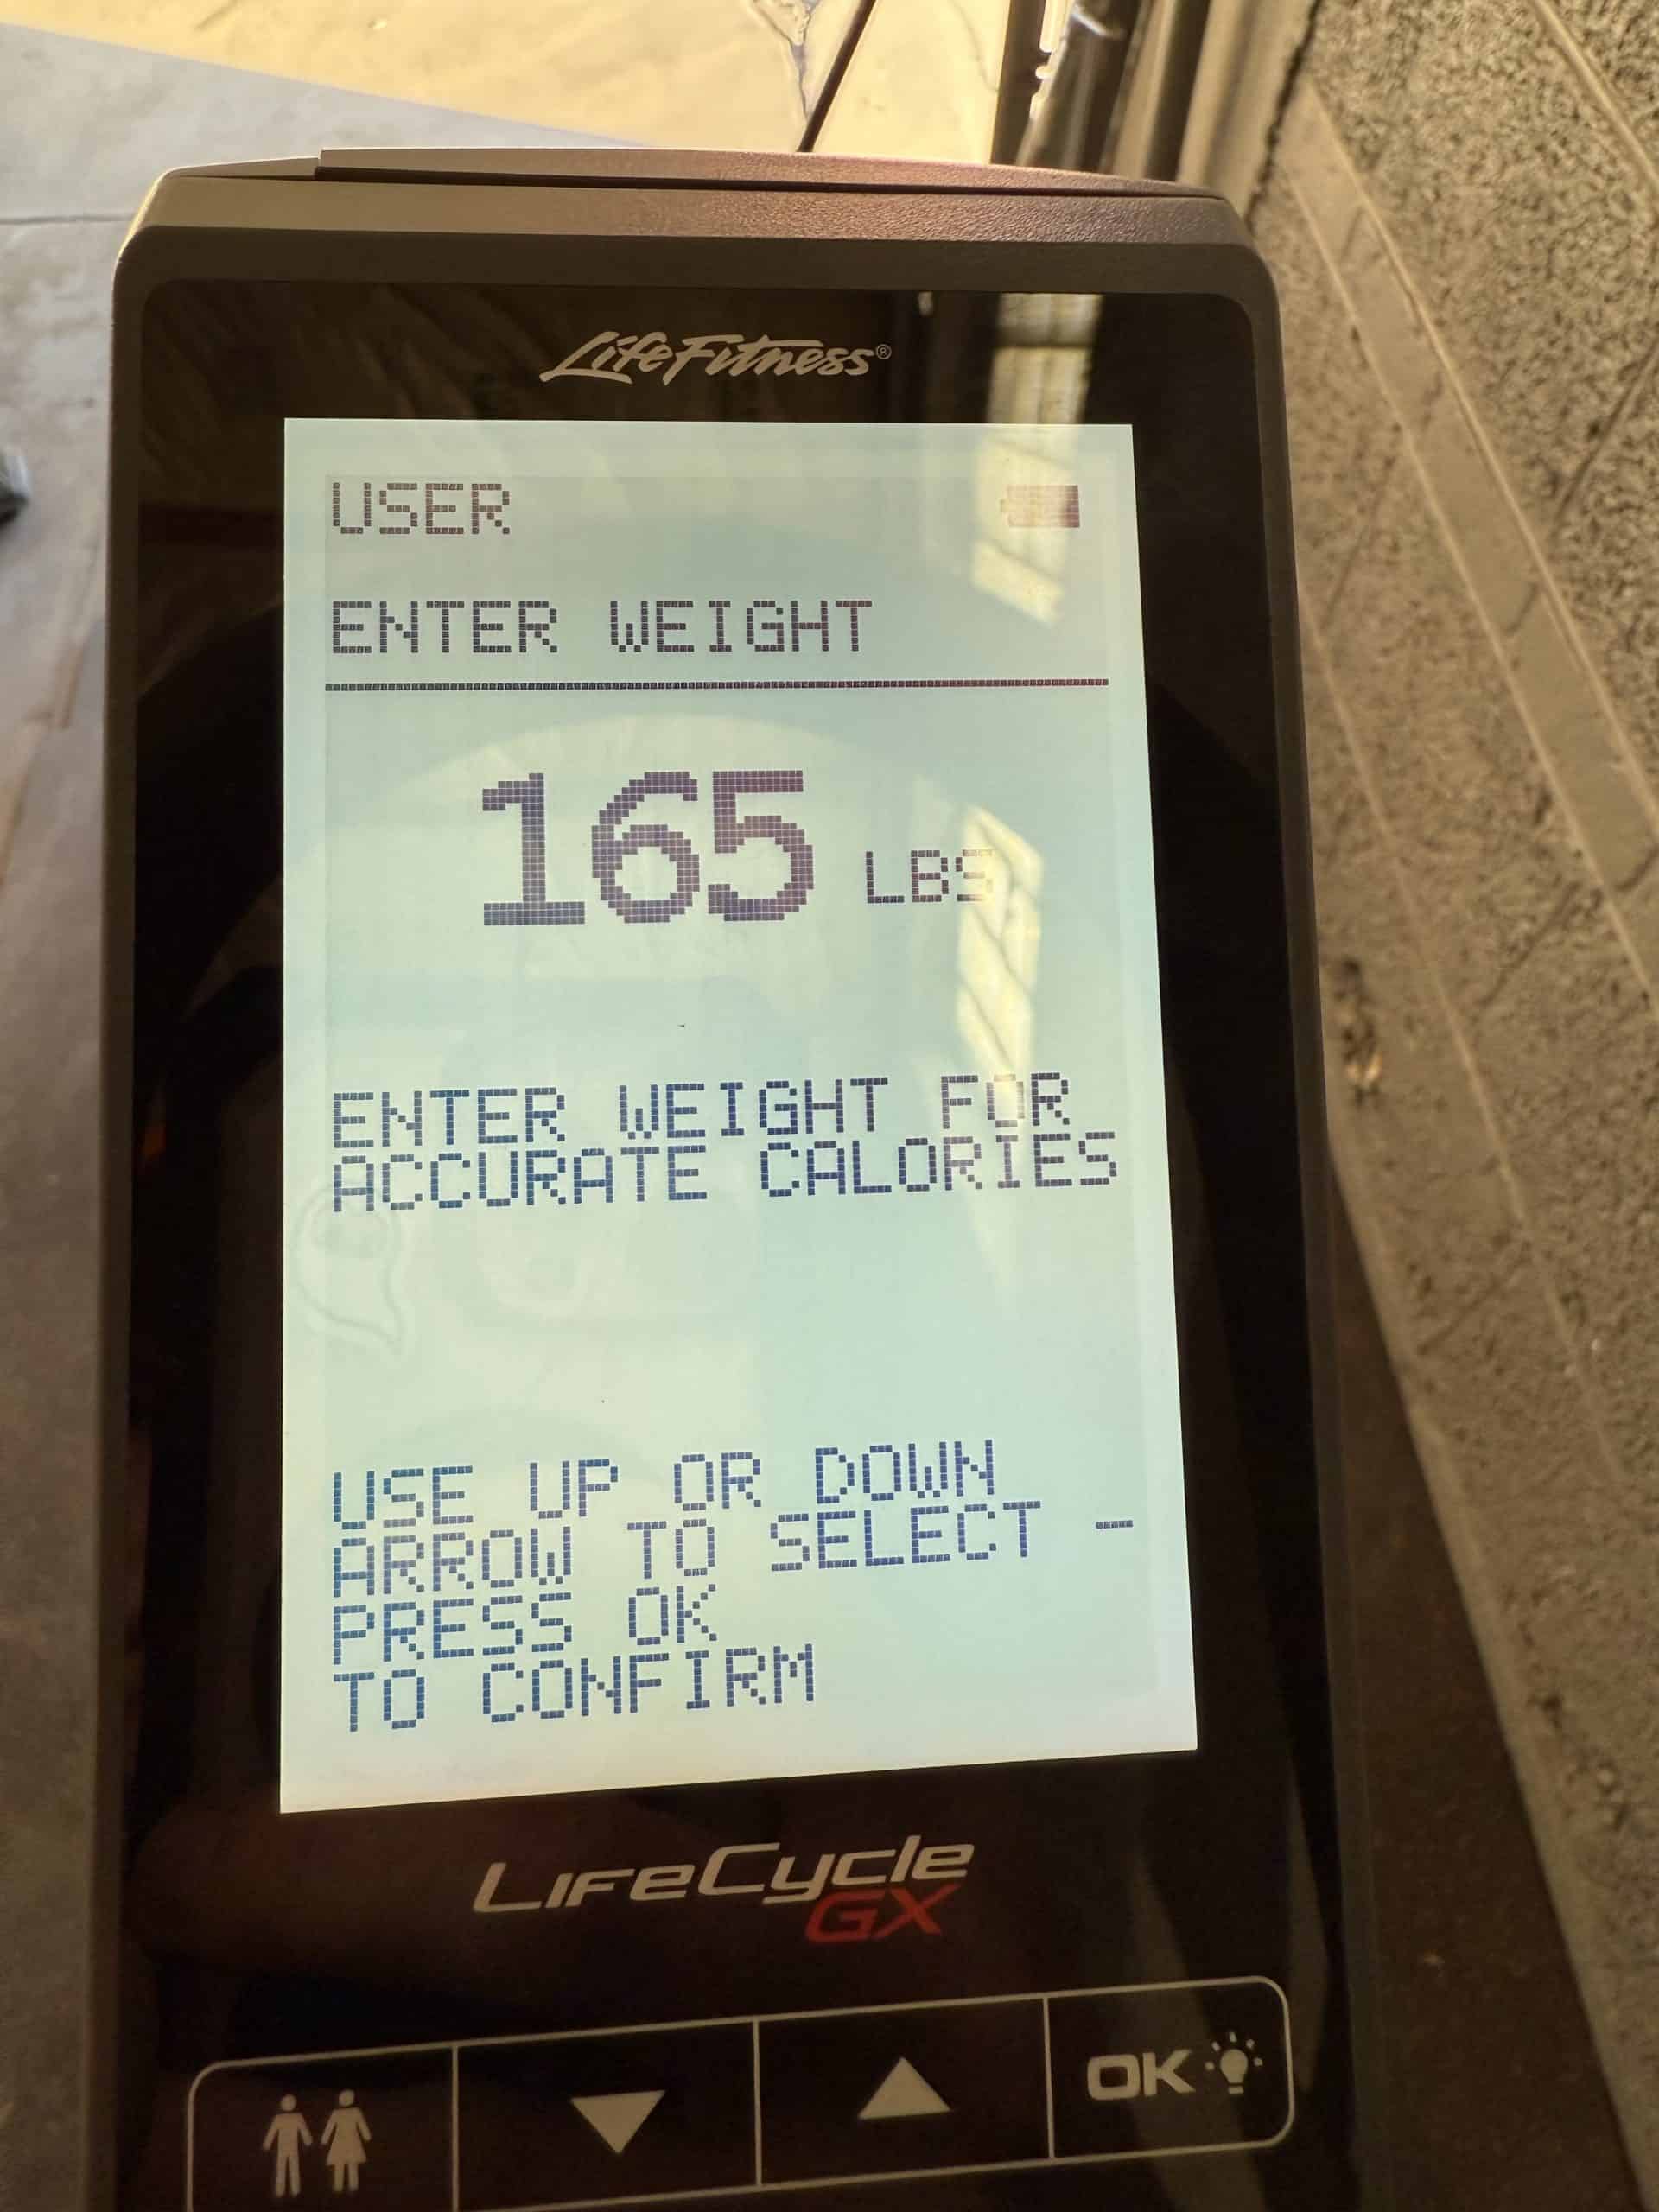 LifeFitness®
USER
ENTER WEIGHT
165 LBS
ENTER WEIGHT FOR
ACCURATE CALORIES
USE UP OR DOWN
ARROW TO SELECT -
PRESS OK
TO CONFIRM
LifeCycle
GX
OK